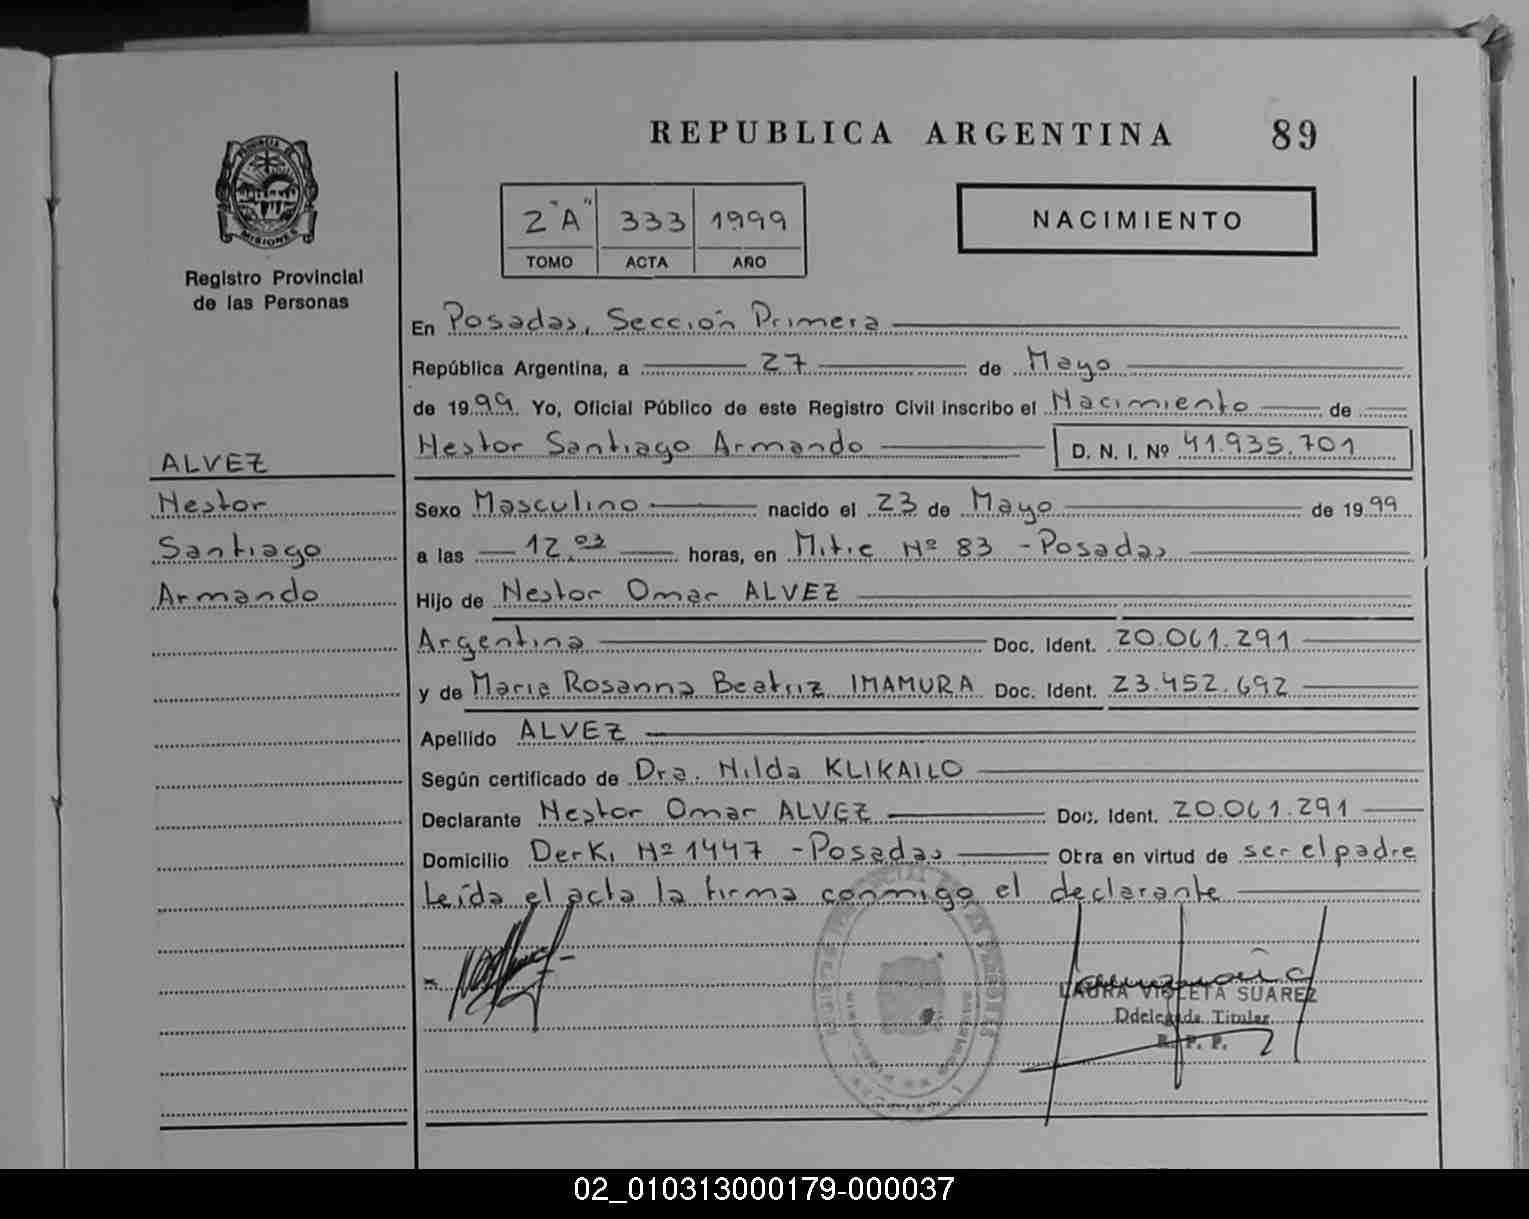 REPUBLICA ARGENTINA 89
PROVINCIA DE
MISIONES
Registro Provincial
de las Personas
2 "A" 333 1999
TOMO ACTA AÑO
NACIMIENTO
En Posadas, Sección Primera
República Argentina, a 27 de Mayo
de 1999 Yo, Oficial Público de este Registro Civil inscribo el Nacimiento de
Nestor Santiago Armando D. N. I. Nº 41.935.701
ALVEZ
Nestor
Santiago
Armando
Sexo Masculino nacido el 23 de Mayo de 1999
a las 12,03 horas, en Mitre Nº 83 - Posadas
Hijo de Nestor Omar ALVEZ
Argentina Doc. Ident. 20.061.291
y de Maria Rosanna Beatriz IMAMURA Doc. Ident. 23.452.692
Apellido ALVEZ
Según certificado de Dra. Nilda KLIKAILO
Declarante Nestor Omar ALVEZ Doc. Ident. 20.061.291
Domicilio Derki Nº 1447 - Posadas Obra en virtud de ser el padre
Leída el acta la firma conmigo el declarante
LAURA VIOLETA SUAREZ
Ddelegada Titular
R. P. P.
02_010313000179-000037